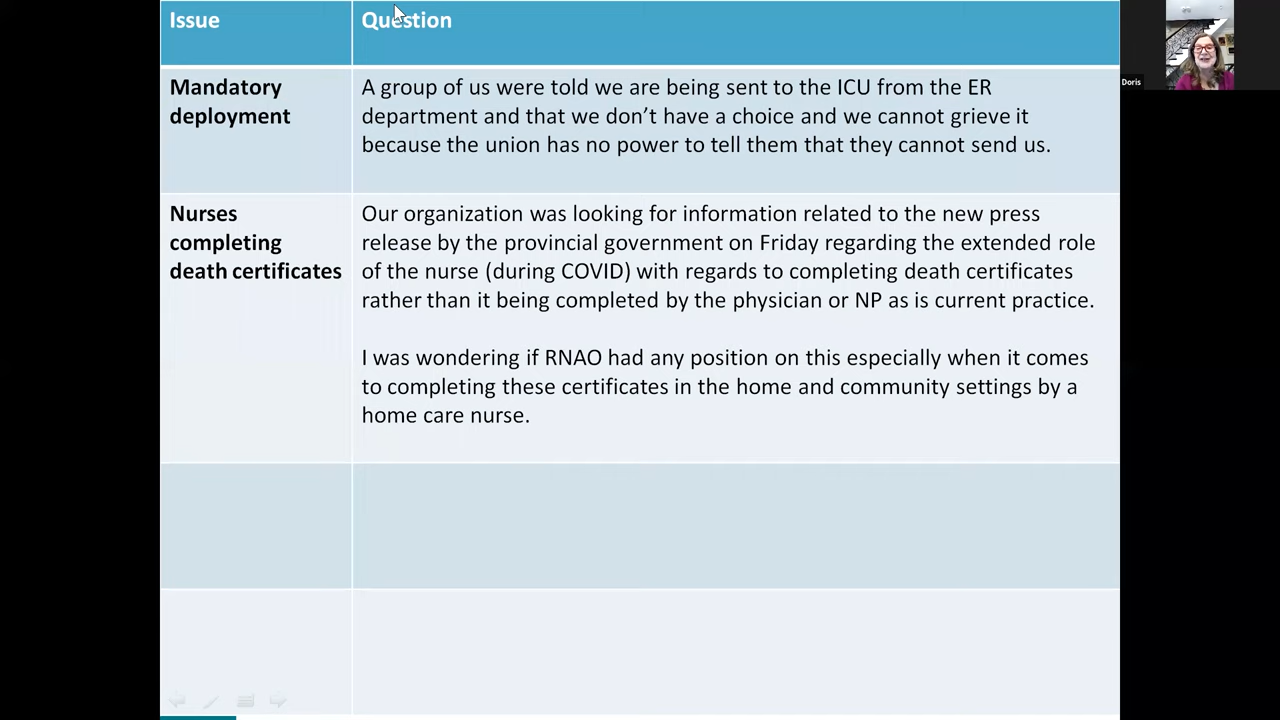 Issue
Question
Mandatory
deployment
A group of us were told we are being sent to the ICU from the ER
department and that we don’t have a choice and we cannot grieve it
because the union has no power to tell them that they cannot send us.
Nurses
completing
death certificates
Our organization was looking for information related to the new press
release by the provincial government on Friday regarding the extended role
of the nurse (during COVID) with regards to completing death certificates
rather than it being completed by the physician or NP as is current practice.
I was wondering if RNAO had any position on this especially when it comes
to completing these certificates in the home and community settings by a
home care nurse.
Doris